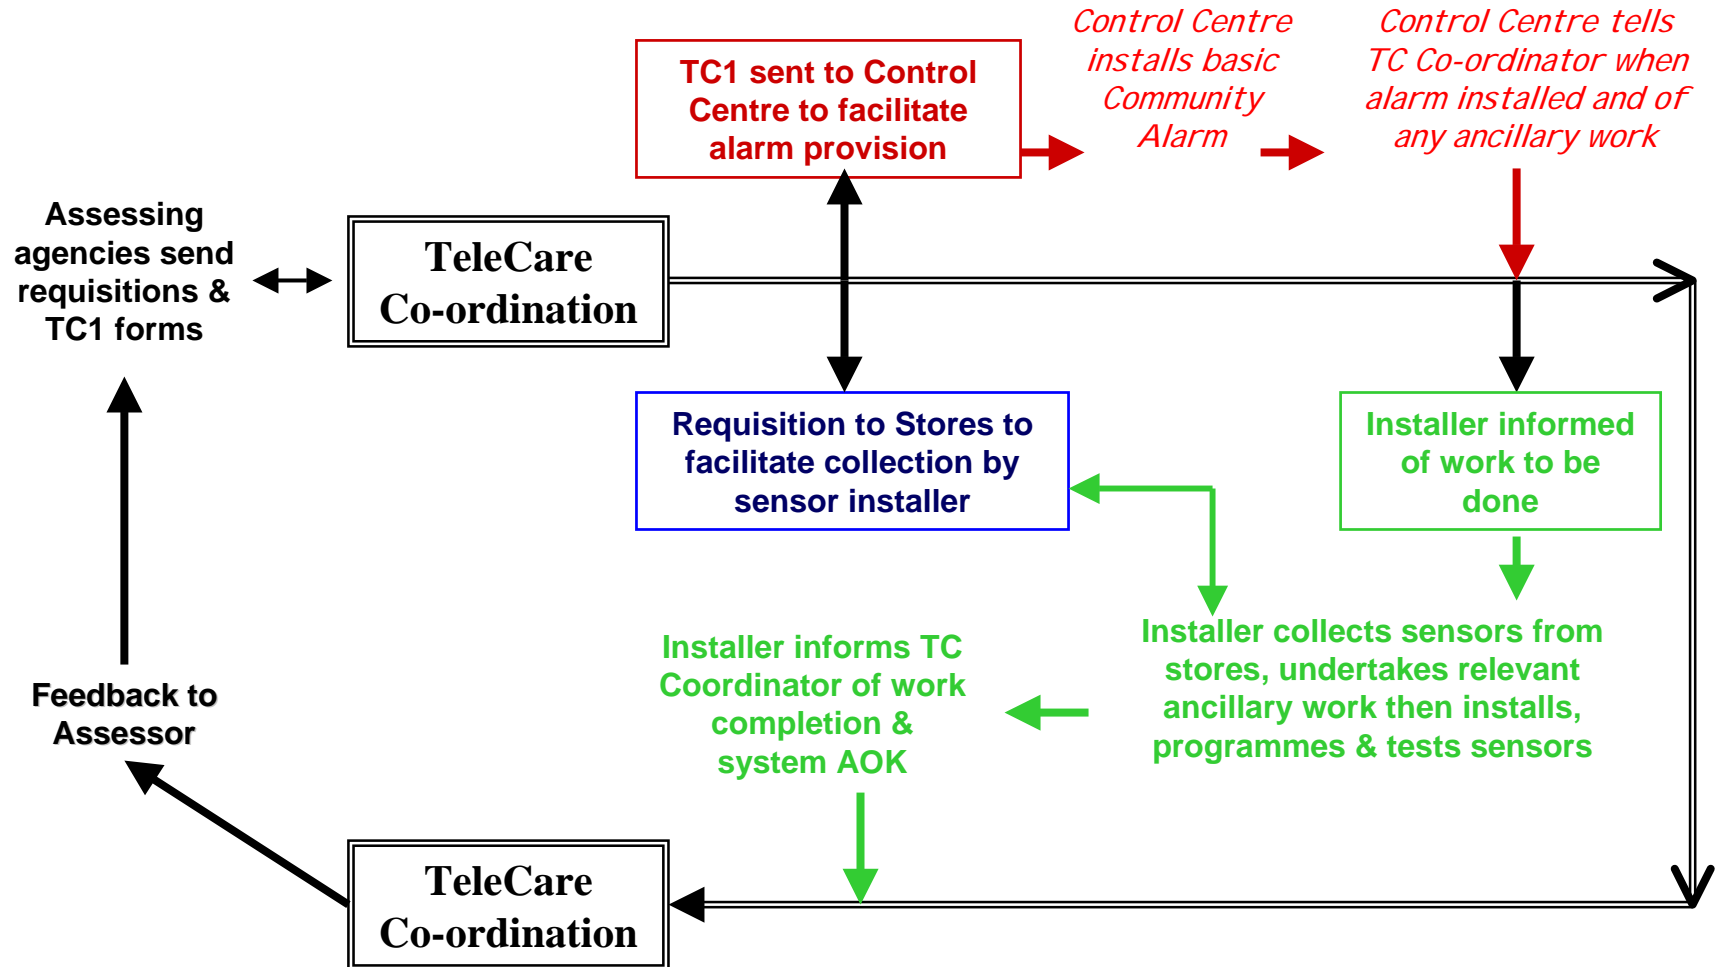 TC1 sent to Control
Centre to facilitate
alarm provision
Control Centre
installs basic
Community
Alarm
Control Centre tells
TC Co-ordinator when
alarm installed and of
any ancillary work
Assessing
agencies send
requisitions &
TC1 forms
TeleCare
Co-ordination
Requisition to Stores to
facilitate collection by
sensor installer
Installer informed
of work to be
done
Installer collects sensors from
stores, undertakes relevant
ancillary work then installs,
programmes & tests sensors
Installer informs TC
Coordinator of work
completion &
system AOK
Feedback to
Assessor
TeleCare
Co-ordination